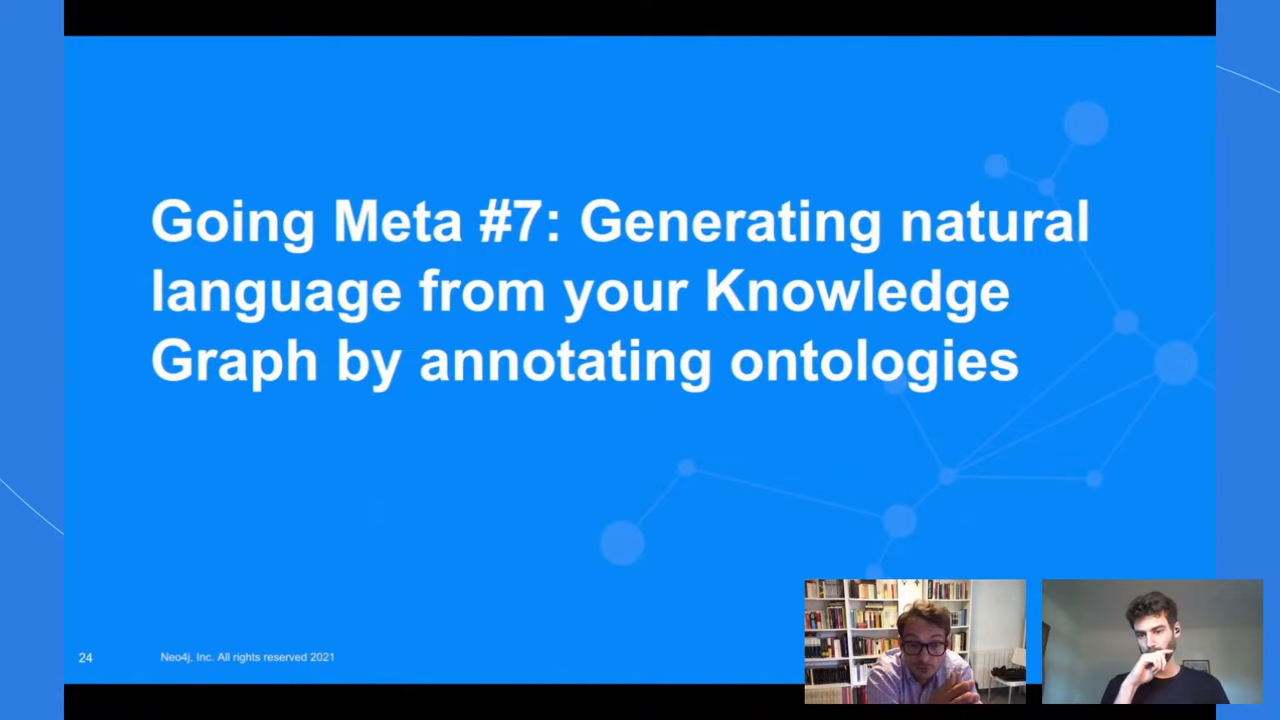 Going Meta #7: Generating natural
language from your Knowledge
Graph by annotating ontologies
24
Neo4j, Inc. All rights reserved 2021